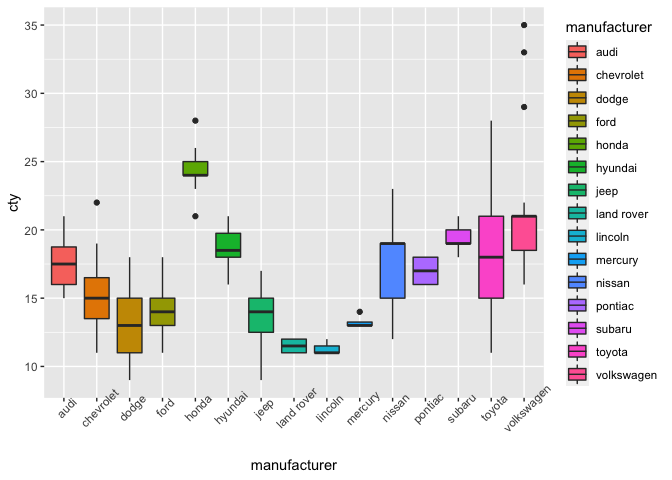 35
30
25
20
15
10
cty
audi
chevrolet
dodge
ford
honda
hyundai
jeep
land rover
lincoln
mercury
nissan
pontiac
subaru
toyota
volkswagen
manufacturer
manufacturer
audi
chevrolet
dodge
ford
honda
hyundai
jeep
land rover
lincoln
mercury
nissan
pontiac
subaru
toyota
volkswagen